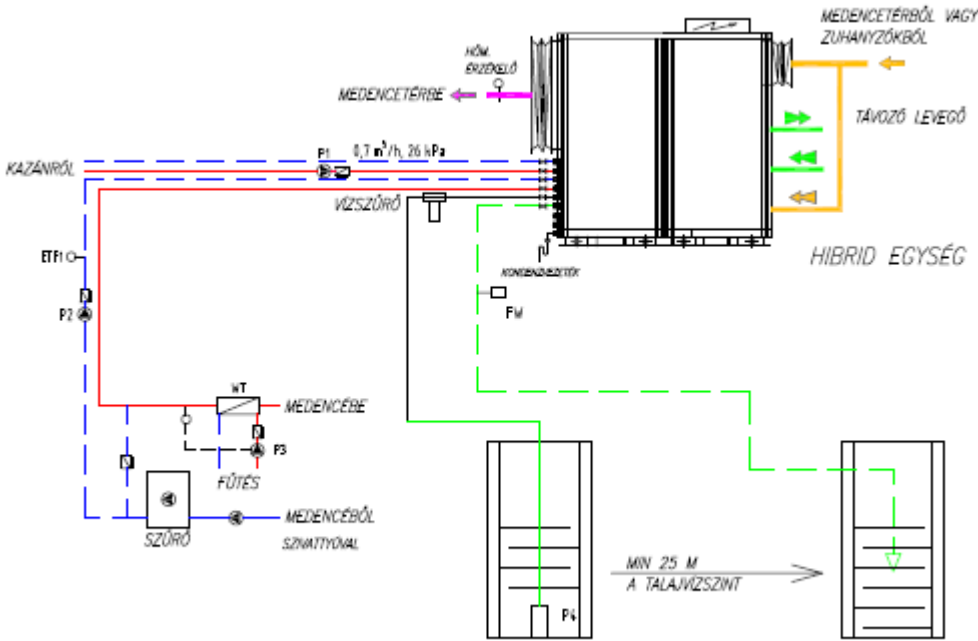 MEDENCETÉRBŐL VAGY
ZUHANYZÓKBÓL
HŐM.
ÉRZÉKELŐ
MEDENCETÉRBE
TÁVOZÓ LEVEGŐ
P1
0,7 m³/h, 26 kPa
KAZÁNRÓL
VÍZSZŰRŐ
HIBRID EGYSÉG
ETF1
KONDENZVEZETÉK
FW
P2
WT
MEDENCÉBE
P3
FŰTÉS
MEDENCÉBŐL
SZIVATTYÚVAL
SZŰRŐ
MIN 25 M
A TALAJVÍZSZINT
P4